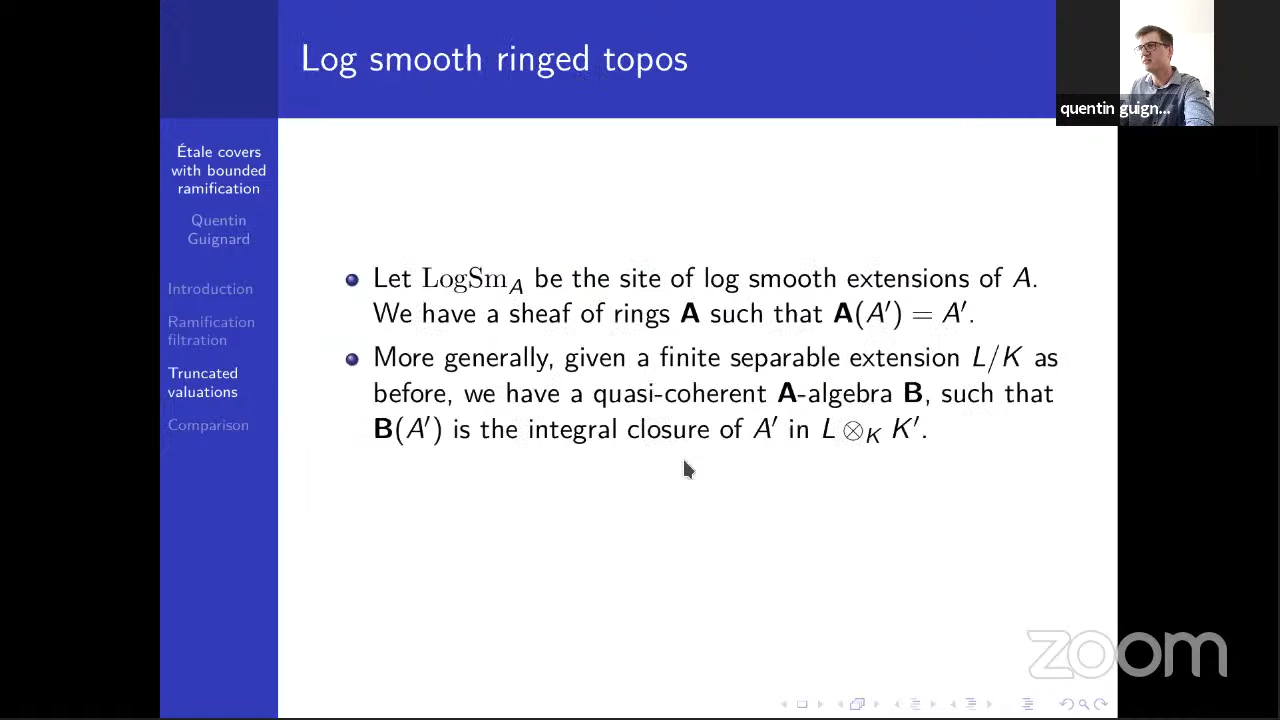 Log smooth ringed topos
quentin guign...
Étale covers
with bounded
ramification
Quentin
Guignard
Introduction
Ramification
filtration
Truncated
valuations
Comparison
Let LogSm_A be the site of log smooth extensions of A.
We have a sheaf of rings A such that A(A′) = A′.
More generally, given a finite separable extension L/K as
before, we have a quasi-coherent A-algebra B, such that
B(A′) is the integral closure of A′ in L ⊗_K K′.
zoom